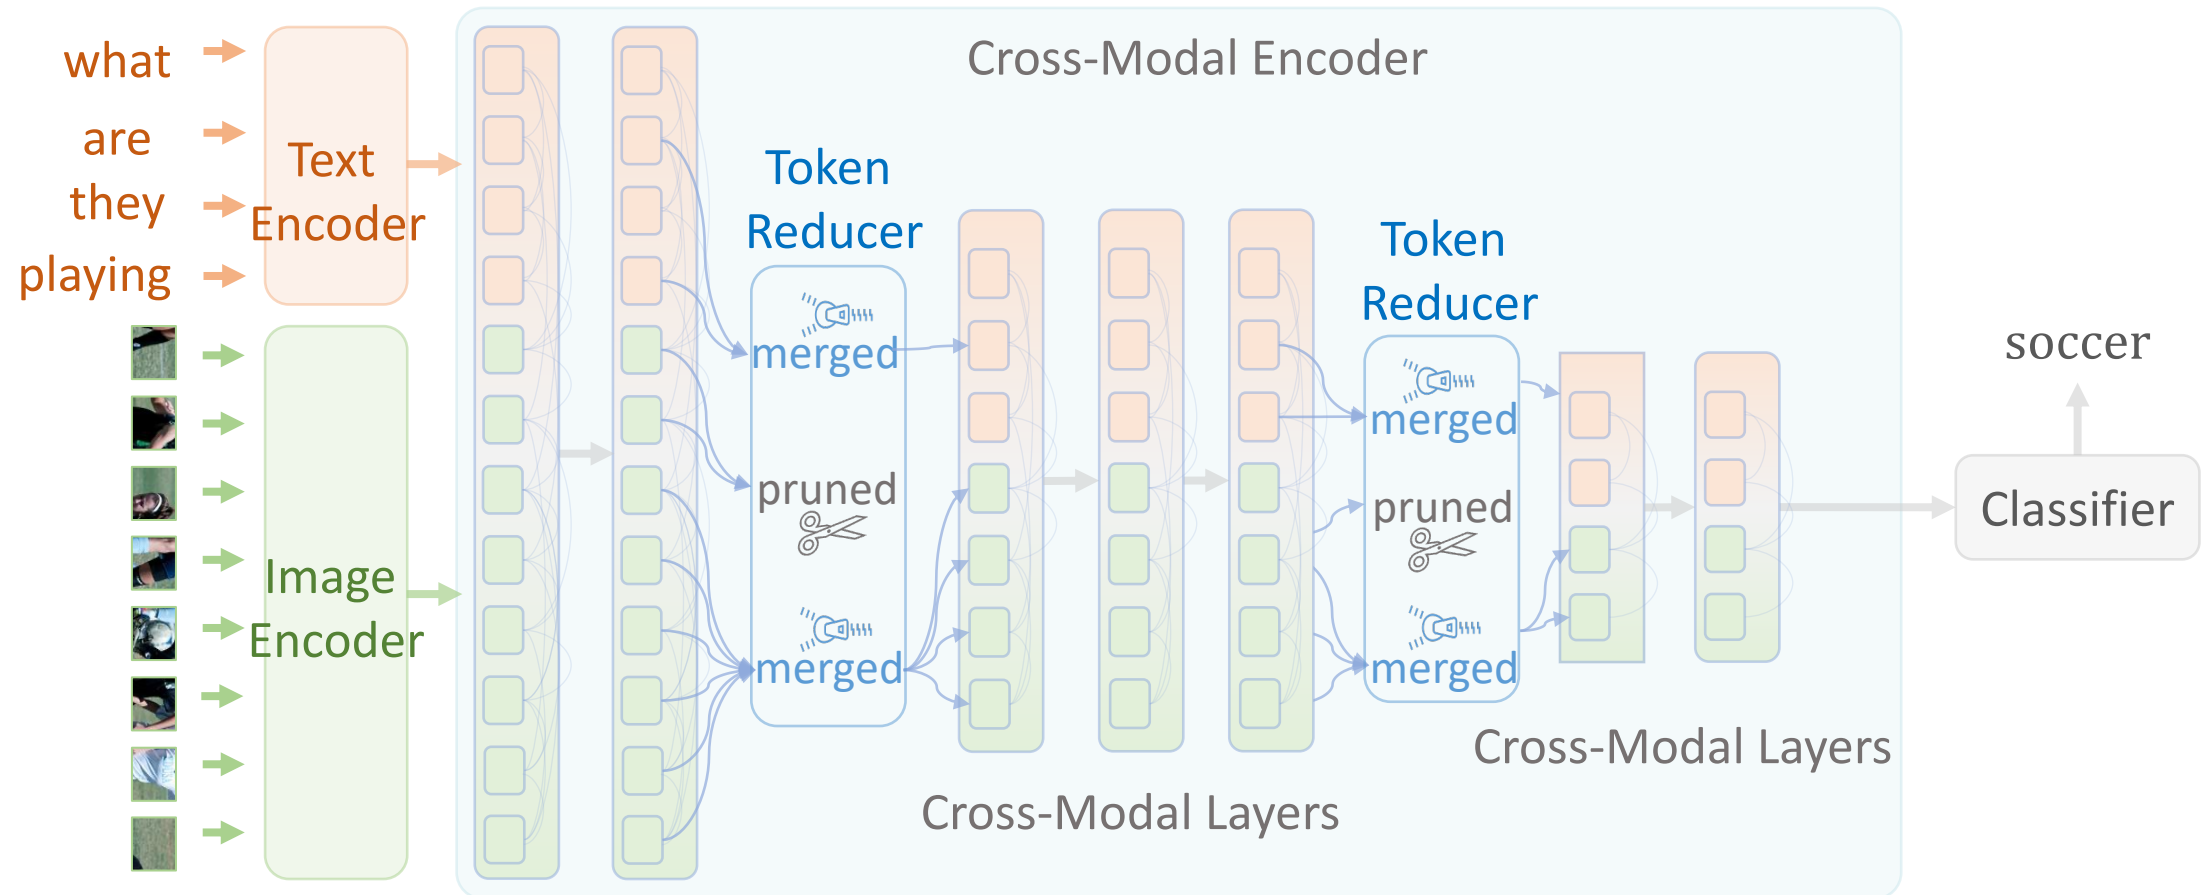 what
are
they
playing
Text
Encoder
Image
Encoder
Cross-Modal Encoder
Token
Reducer
merged
pruned
merged
Cross-Modal Layers
Token
Reducer
merged
pruned
merged
Cross-Modal Layers
soccer
Classifier